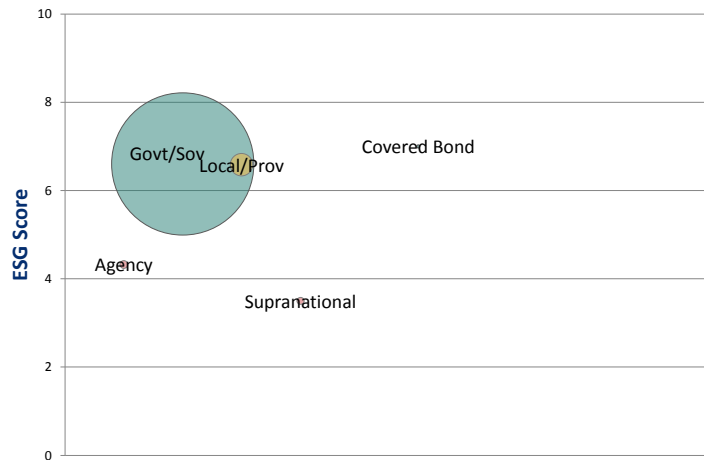 10
8
6
4
2
0
ESG Score
Govt/Sov
Local/Prov
Covered Bond
Agency
Supranational